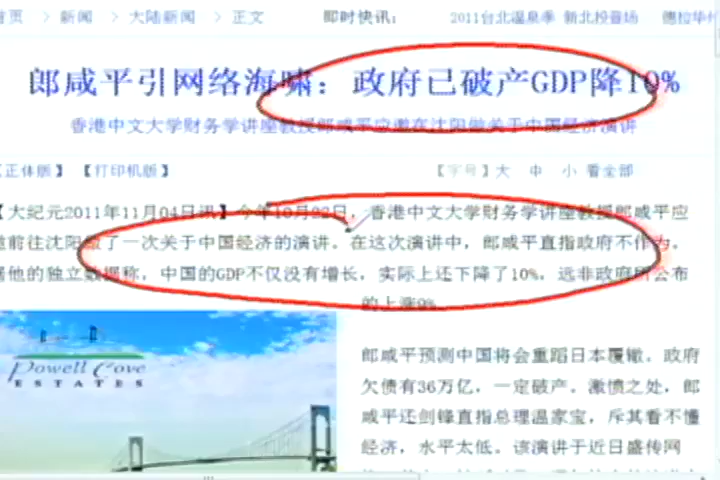 首页 > 新闻 > 大陆新闻 > 正文 即时快讯: 2011台北温泉季 新北投音场 德拉华州
郎咸平引网络海啸：政府已破产GDP降10%
香港中文大学财务学讲座教授郎咸平应邀在沈阳做关于中国经济演讲
【正体版】【打印机版】 【字号】大 中 小 看全部
【大纪元2011年11月04日讯】今年10月22日，香港中文大学财务学讲座教授郎咸平应
邀前往沈阳做了一次关于中国经济的演讲。在这次演讲中，郎咸平直指政府不作为。
据他的独立数据称，中国的GDP不仅没有增长，实际上还下降了10%，远非政府所公布
的上涨9%。
Powell Cove
ESTATES
郎咸平预测中国将会重蹈日本覆辙。政府
欠债有36万亿，一定破产。激愤之处，郎
咸平还剑锋直指总理温家宝，斥其看不懂
经济，水平太低。该演讲于近日盛传网